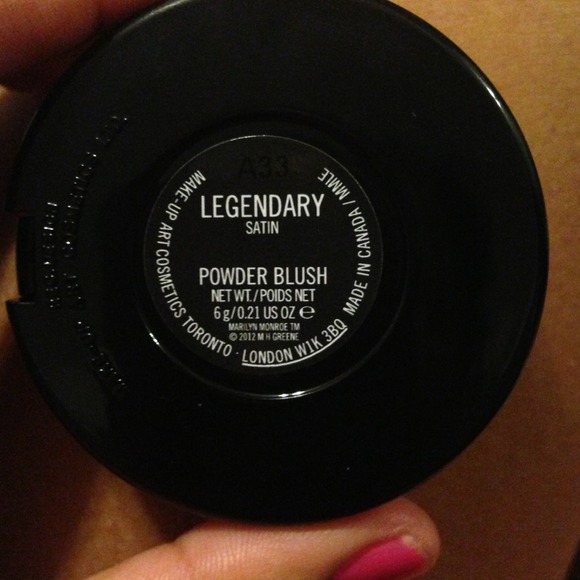 A33
LEGENDARY
SATIN
POWDER BLUSH
NET WT./POIDS NET
6 g/0.21 US OZ e
MARILYN MONROE TM
© 2012 M H GREENE
MAKE-UP ART COSMETICS TORONTO · LONDON W1K 3BQ MADE IN CANADA / MMLE